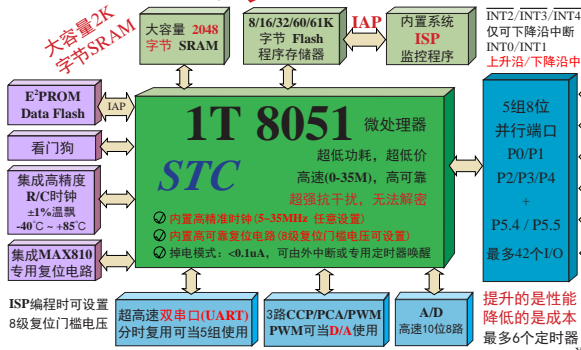 大容量2K
字节SRAM
大容量 2048
字节 SRAM
8/16/32/60/61K
字节 Flash
程序存储器
IAP
内置系统
ISP
监控程序
INT2/INT3/INT4
仅可下降沿中断
INT0/INT1
上升沿/下降沿中
E²PROM
Data Flash
IAP
看门狗
集成高精度
R/C时钟
±1%温飘
-40℃ ~ +85℃
集成MAX810
专用复位电路
1T 8051 微处理器
STC
超低功耗，超低价
高速(0-35M)，高可靠
超强抗干扰，无法解密
内置高精准时钟(5~35MHz 任意设置)
内置高可靠复位电路(8级复位门槛电压可设置)
掉电模式：<0.1uA，可由外中断或专用定时器唤醒
5组8位
并行端口
P0/P1
P2/P3/P4
+
P5.4 / P5.5
最多42个I/O
ISP编程时可设置
8级复位门槛电压
超高速双串口(UART)
分时复用可当5组使用
3路CCP/PCA/PWM
PWM可当D/A使用
A/D
高速10位8路
提升的是性能
降低的是成本
最多6个定时器